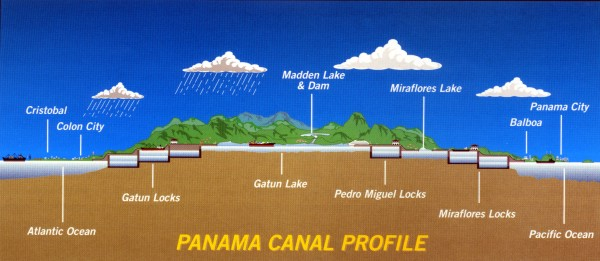 Madden Lake
& Dam
Miraflores Lake
Cristobal
Panama City
Colon City
Balboa
Gatun Locks
Gatun Lake
Pedro Miguel Locks
Miraflores Locks
Atlantic Ocean
Pacific Ocean
PANAMA CANAL PROFILE